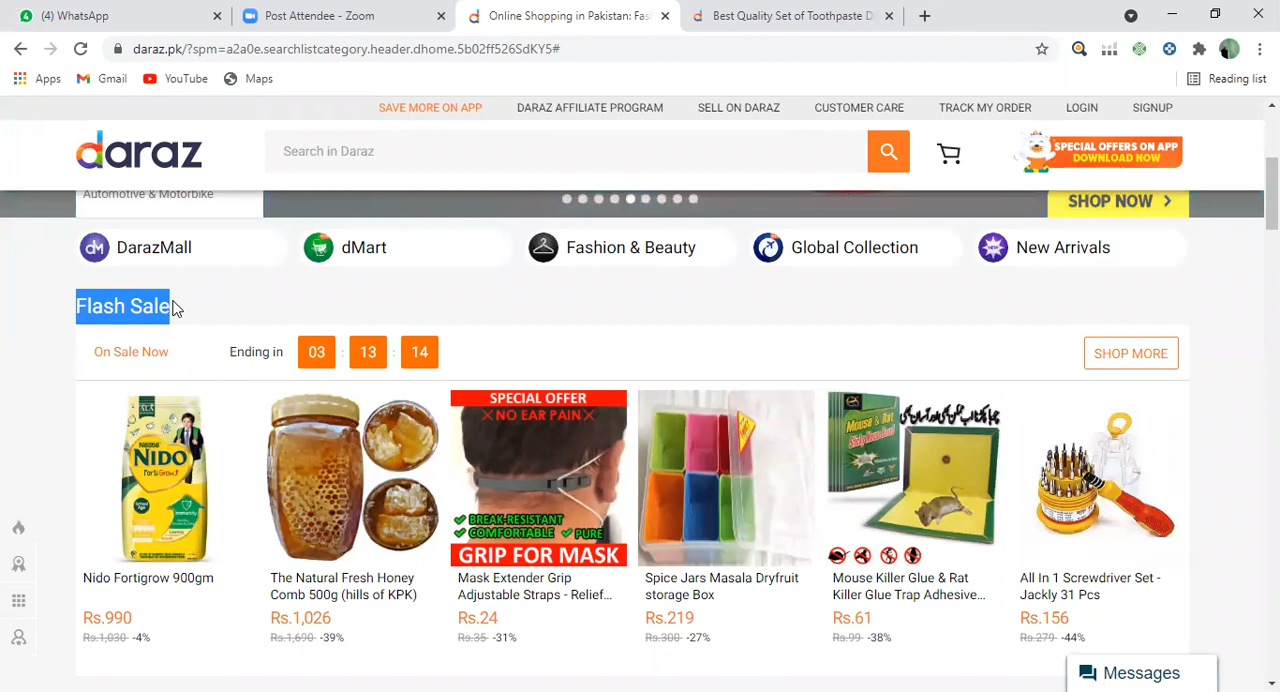 (4) WhatsApp
Post Attendee - Zoom
Online Shopping in Pakistan: Fas
Best Quality Set of Toothpaste D
daraz.pk/?spm=a2a0e.searchlistcategory.header.dhome.5b02ff526SdKY5#
Apps
Gmail
YouTube
Maps
Reading list
SAVE MORE ON APP
DARAZ AFFILIATE PROGRAM
SELL ON DARAZ
CUSTOMER CARE
TRACK MY ORDER
LOGIN
SIGNUP
daraz
Search in Daraz
SPECIAL OFFERS ON APP
DOWNLOAD NOW
Automotive & Motorbike
SHOP NOW >
DarazMall
dMart
Fashion & Beauty
Global Collection
New Arrivals
Flash Sale
On Sale Now
Ending in 03 : 13 : 14
SHOP MORE
Nestle
NIDO
FortiGrow
SPECIAL OFFER
×NO EAR PAIN×
BREAK-RESISTANT
COMFORTABLE
PURE
GRIP FOR MASK
Mouse & Rat
Nido Fortigrow 900gm
Rs.990
Rs.1,030 -4%
The Natural Fresh Honey
Comb 500g (hills of KPK)
Rs.1,026
Rs.1,690 -39%
Mask Extender Grip
Adjustable Straps - Relief...
Rs.24
Rs.35 -31%
Spice Jars Masala Dryfruit
storage Box
Rs.219
Rs.300 -27%
Mouse Killer Glue & Rat
Killer Glue Trap Adhesive...
Rs.61
Rs.99 -38%
All In 1 Screwdriver Set -
Jackly 31 Pcs
Rs.156
Rs.279 -44%
Messages